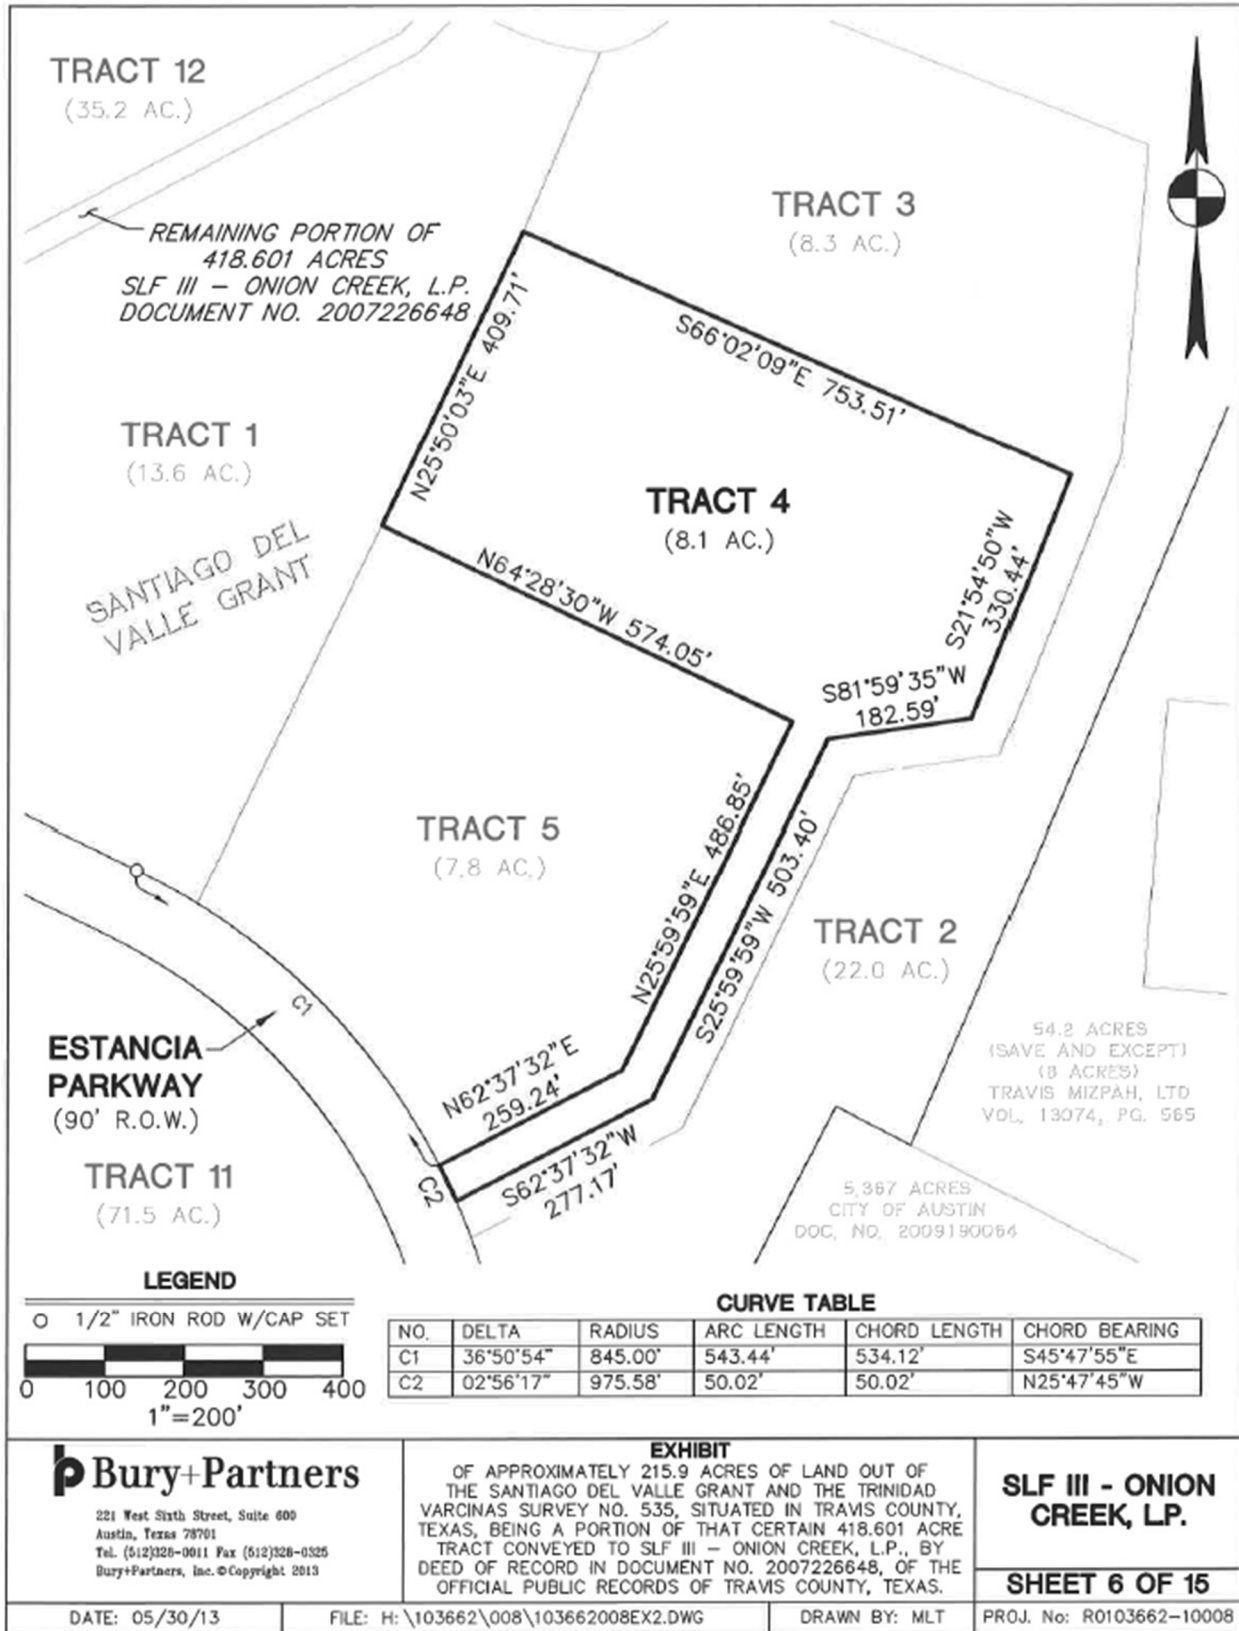 TRACT 12
(35.2 AC.)
REMAINING PORTION OF
418.601 ACRES
SLF III – ONION CREEK, L.P.
DOCUMENT NO. 2007226648
TRACT 3
(8.3 AC.)
N25°50'03"E 409.71'
S66°02'09"E 753.51'
TRACT 1
(13.6 AC.)
TRACT 4
(8.1 AC.)
SANTIAGO DEL
VALLE GRANT
N64°28'30"W 574.05'
S21°54'50"W
330.44'
S81°59'35"W
182.59'
TRACT 5
(7.8 AC.)
N25°59'59"E 486.85'
S25°59'59"W 503.40'
TRACT 2
(22.0 AC.)
C1
ESTANCIA
PARKWAY
(90' R.O.W.)
N62°37'32"E
259.24'
54.2 ACRES
(SAVE AND EXCEPT)
(8 ACRES)
TRAVIS MIZPAH, LTD
VOL. 13074, PG. 565
TRACT 11
(71.5 AC.)
C2
S62°37'32"W
277.17'
5.367 ACRES
CITY OF AUSTIN
DOC. NO. 2009190064
LEGEND
O 1/2" IRON ROD W/CAP SET
0 100 200 300 400
1"=200'
CURVE TABLE
NO. DELTA RADIUS ARC LENGTH CHORD LENGTH CHORD BEARING
C1 36°50'54" 845.00' 543.44' 534.12' S45°47'55"E
C2 02°56'17" 975.58' 50.02' 50.02' N25°47'45"W
Bury+Partners
221 West Sixth Street, Suite 600
Austin, Texas 78701
Tel. (512)328-0011 Fax (512)328-0325
Bury+Partners, Inc. ©Copyright 2013
EXHIBIT
OF APPROXIMATELY 215.9 ACRES OF LAND OUT OF
THE SANTIAGO DEL VALLE GRANT AND THE TRINIDAD
VARCINAS SURVEY NO. 535, SITUATED IN TRAVIS COUNTY,
TEXAS, BEING A PORTION OF THAT CERTAIN 418.601 ACRE
TRACT CONVEYED TO SLF III – ONION CREEK, L.P., BY
DEED OF RECORD IN DOCUMENT NO. 2007226648, OF THE
OFFICIAL PUBLIC RECORDS OF TRAVIS COUNTY, TEXAS.
SLF III - ONION
CREEK, L.P.
SHEET 6 OF 15
DATE: 05/30/13
FILE: H:\103662\008\103662008EX2.DWG
DRAWN BY: MLT
PROJ. No: R0103662-10008